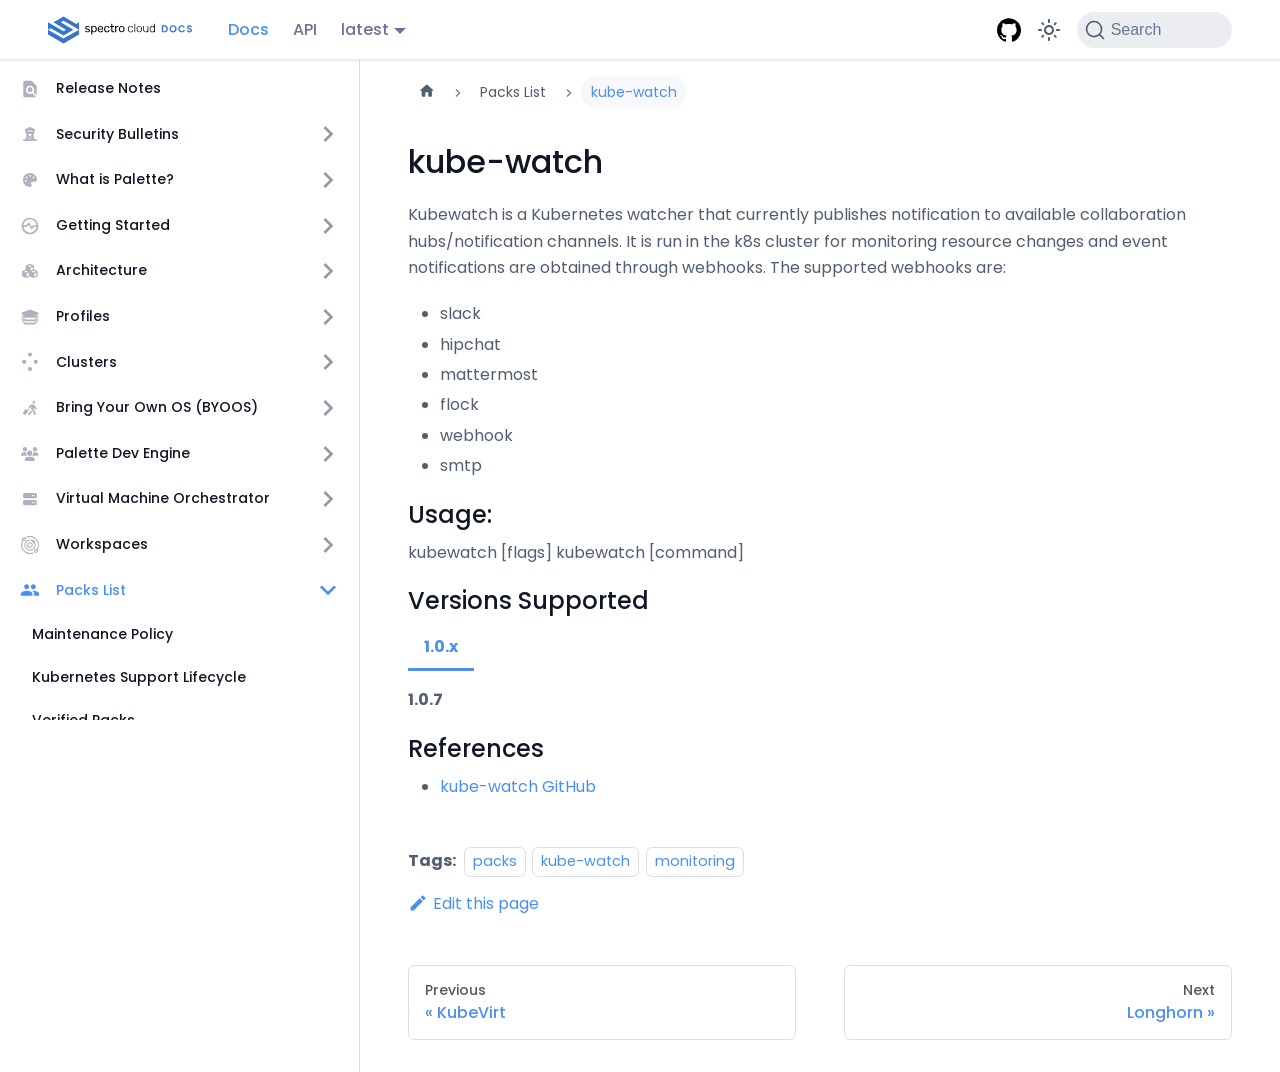 spectro cloud DOCS Docs API latest Search
Release Notes
Security Bulletins
What is Palette?
Getting Started
Architecture
Profiles
Clusters
Bring Your Own OS (BYOOS)
Palette Dev Engine
Virtual Machine Orchestrator
Workspaces
Packs List
Maintenance Policy
Kubernetes Support Lifecycle
Verified Packs
Packs List
kube-watch
kube-watch
Kubewatch is a Kubernetes watcher that currently publishes notification to available collaboration
hubs/notification channels. It is run in the k8s cluster for monitoring resource changes and event
notifications are obtained through webhooks. The supported webhooks are:
slack
hipchat
mattermost
flock
webhook
smtp
Usage:
kubewatch [flags] kubewatch [command]
Versions Supported
1.0.x
1.0.7
References
kube-watch GitHub
Tags: packs kube-watch monitoring
Edit this page
Previous
« KubeVirt
Next
Longhorn »